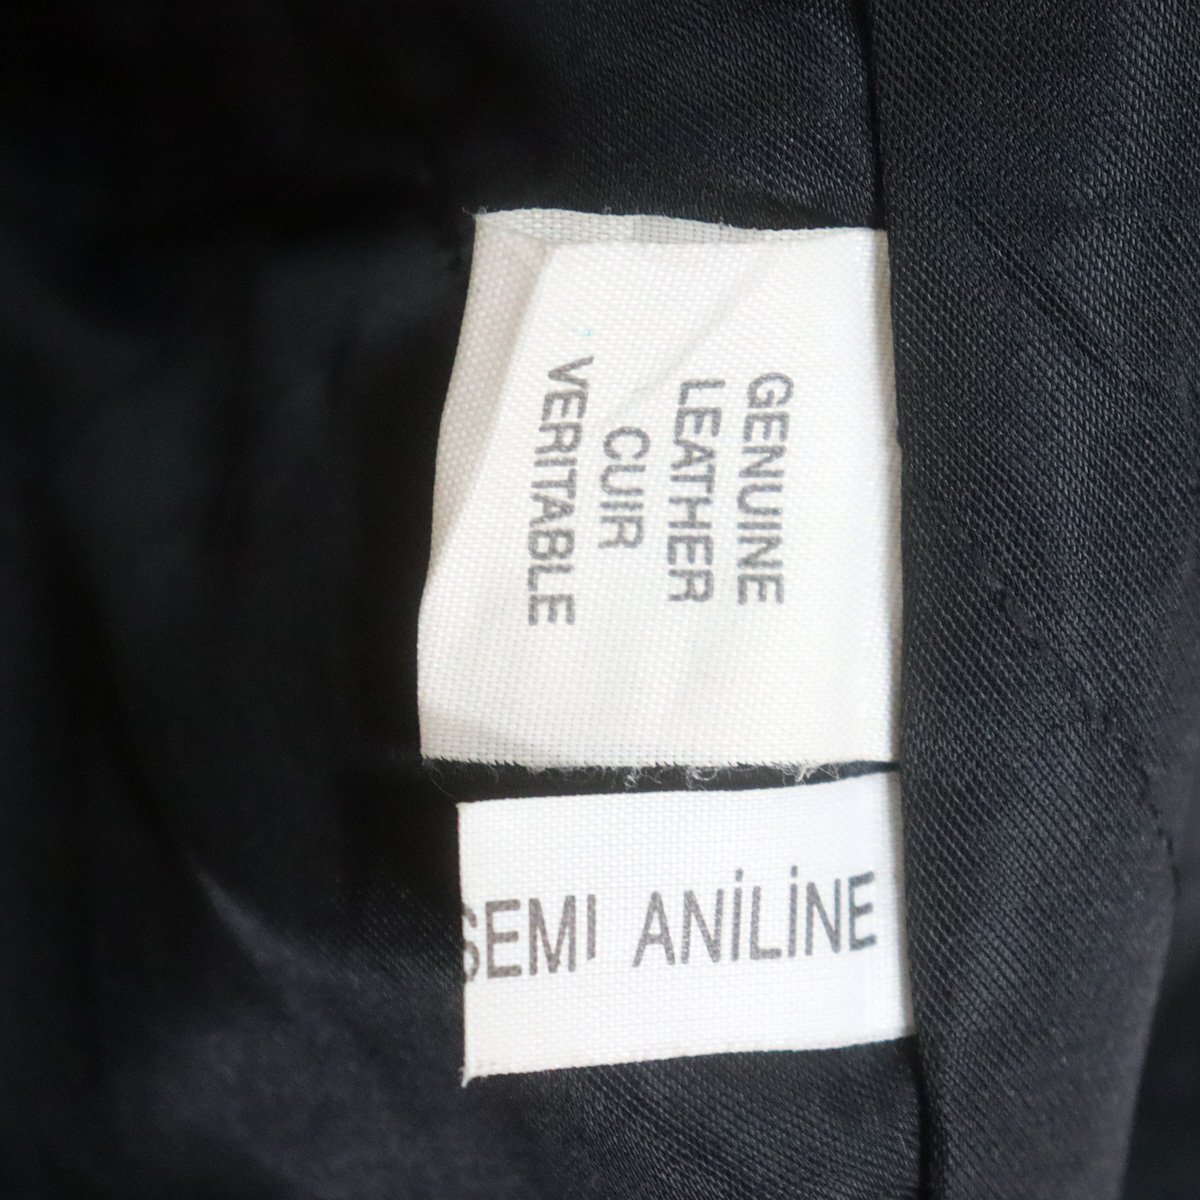 GENUINE
LEATHER
CUIR
VERITABLE
SEMI ANİLİNE